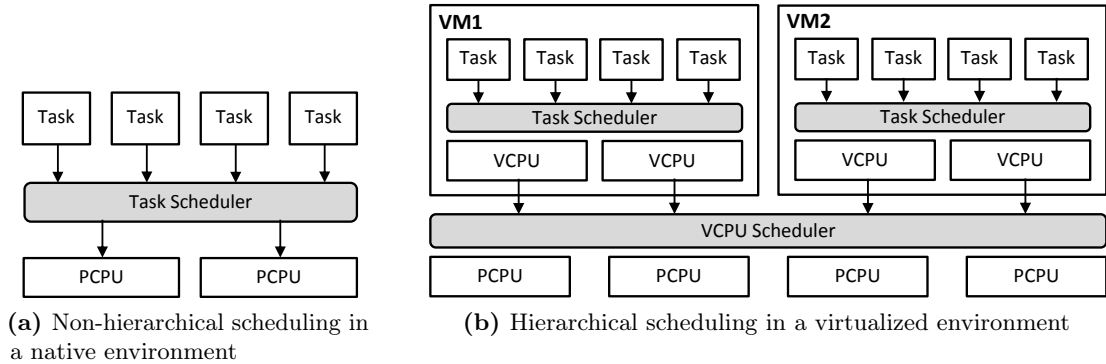 Task Task Task Task
Task Scheduler
PCPU PCPU
(a) Non-hierarchical scheduling in
a native environment
VM1 VM2
Task Task Task Task Task Task Task Task
Task Scheduler Task Scheduler
VCPU VCPU VCPU VCPU
VCPU Scheduler
PCPU PCPU PCPU PCPU
(b) Hierarchical scheduling in a virtualized environment